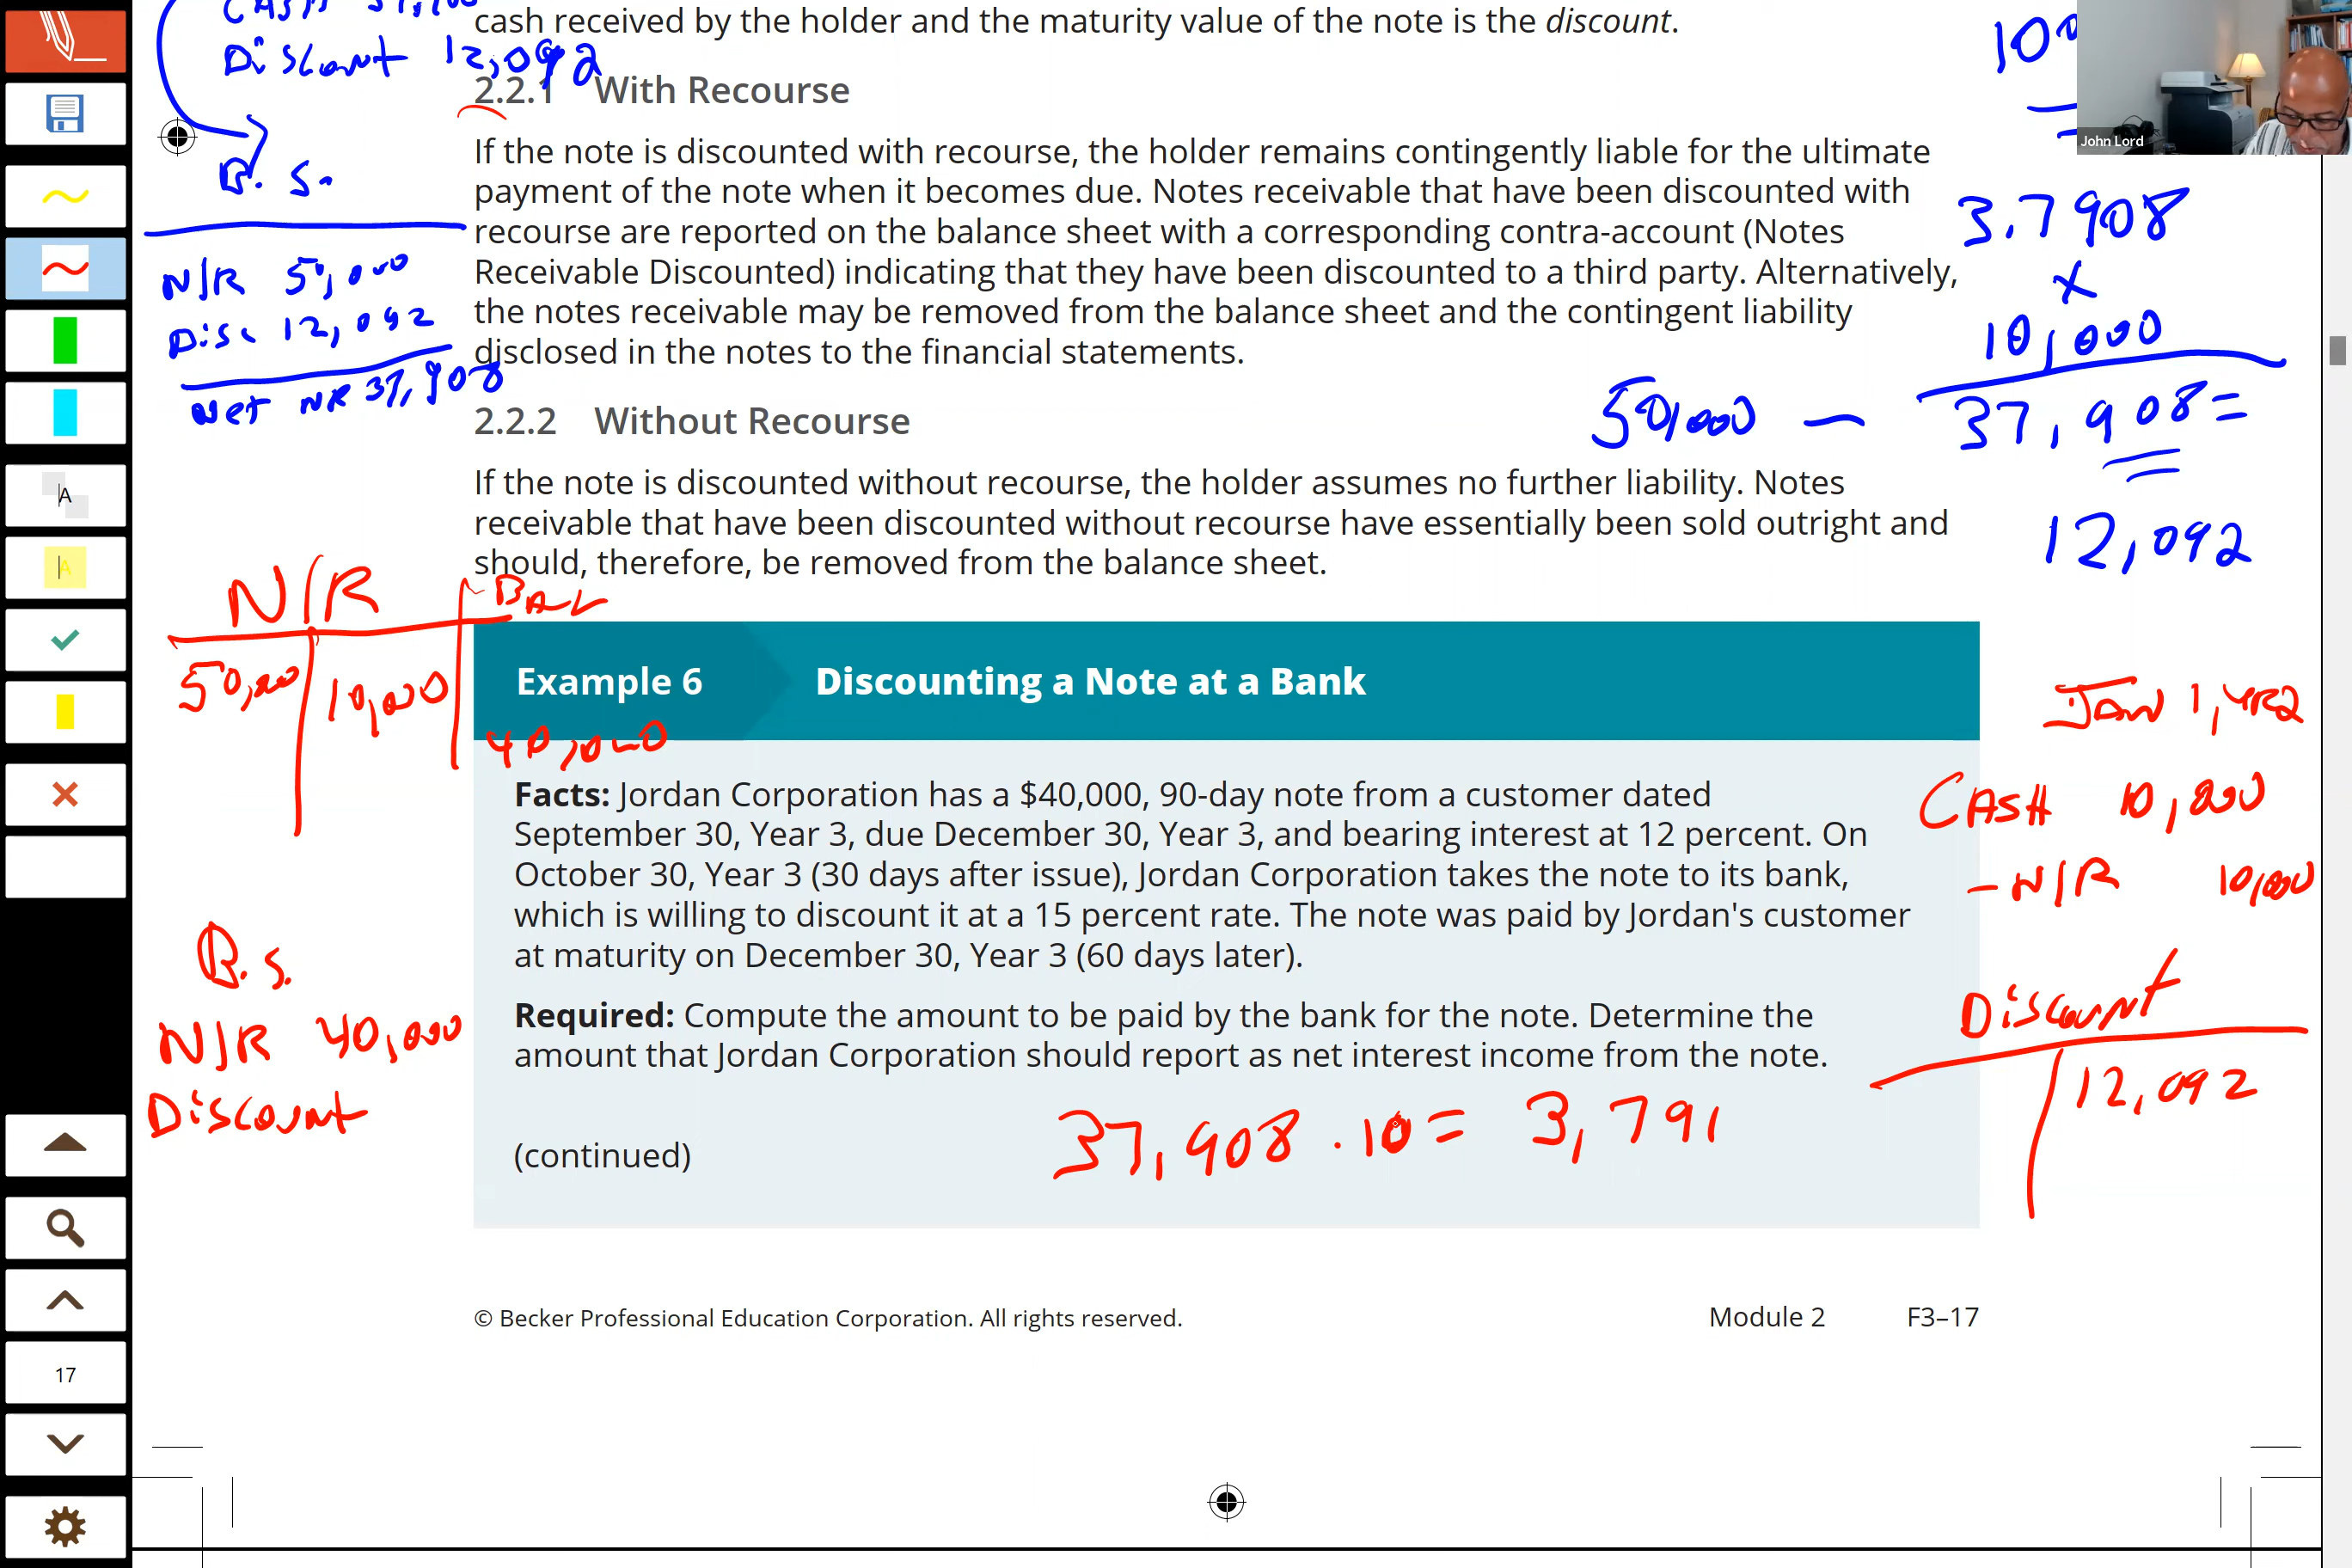 cash received by the holder and the maturity value of the note is the discount.
Discount 12,092
2.2.1 With Recourse
If the note is discounted with recourse, the holder remains contingently liable for the ultimate
payment of the note when it becomes due. Notes receivable that have been discounted with
recourse are reported on the balance sheet with a corresponding contra-account (Notes
Receivable Discounted) indicating that they have been discounted to a third party. Alternatively,
the notes receivable may be removed from the balance sheet and the contingent liability
disclosed in the notes to the financial statements.
2.2.2 Without Recourse
If the note is discounted without recourse, the holder assumes no further liability. Notes
receivable that have been discounted without recourse have essentially been sold outright and
should, therefore, be removed from the balance sheet.
Example 6 Discounting a Note at a Bank
Facts: Jordan Corporation has a $40,000, 90-day note from a customer dated
September 30, Year 3, due December 30, Year 3, and bearing interest at 12 percent. On
October 30, Year 3 (30 days after issue), Jordan Corporation takes the note to its bank,
which is willing to discount it at a 15 percent rate. The note was paid by Jordan's customer
at maturity on December 30, Year 3 (60 days later).
Required: Compute the amount to be paid by the bank for the note. Determine the
amount that Jordan Corporation should report as net interest income from the note.
(continued)
37,908 .10 = 3,791
© Becker Professional Education Corporation. All rights reserved.
Module 2 F3–17
B. S.
N/R 50,000
Disc 12,092
Net NR 37,908
N/R BAL
50,000 10,000
40,000
B. S.
N/R 40,000
Discount
John Lord
3.7908
x
10,000
50,000 - 37,908 =
12,092
JAN 1, YR2
CASH 10,000
- N/R 10,000
Discount
12,092
A
A
17